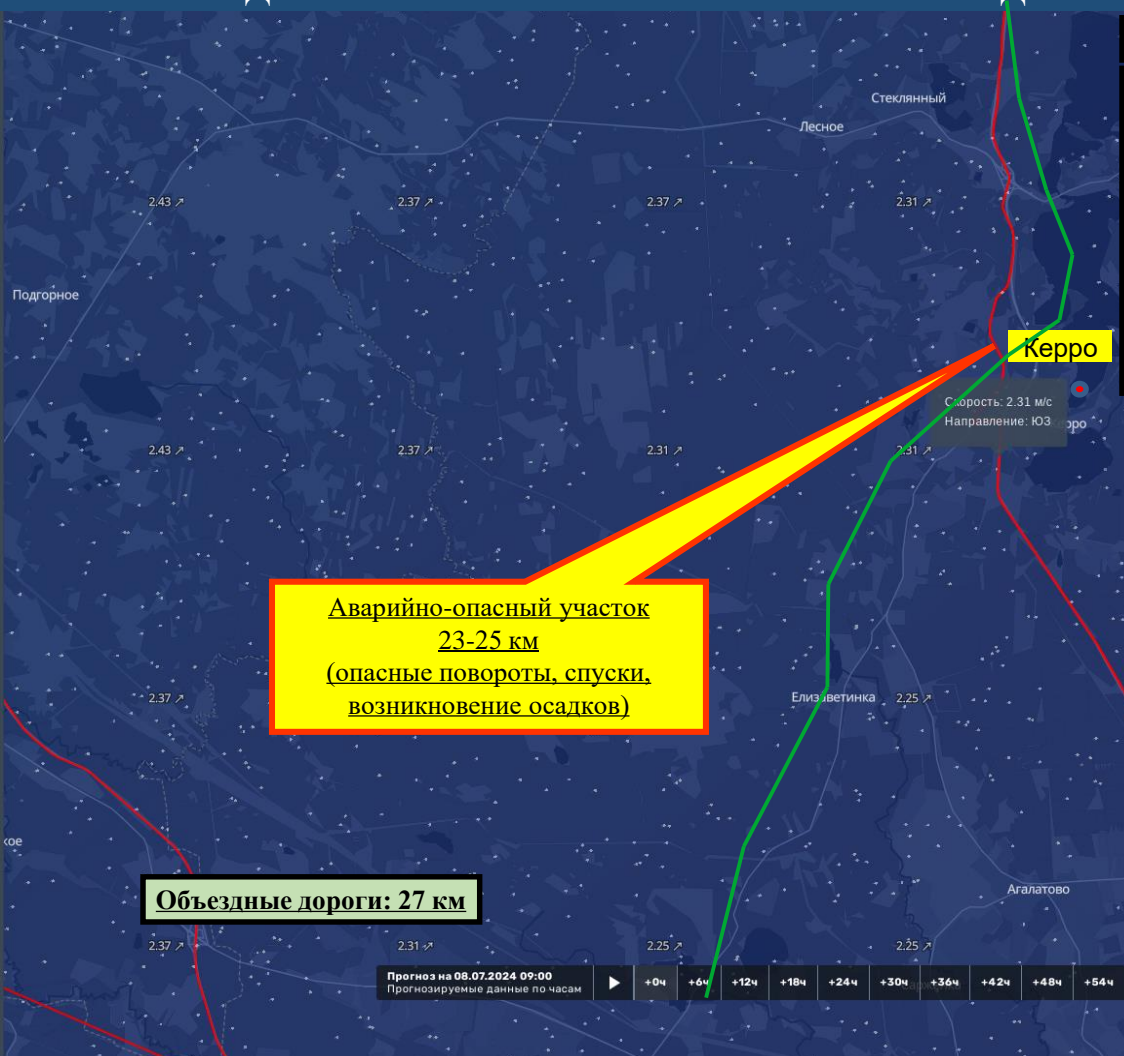 Стеклянный
Лесное
2.43 ↗
2.37 ↗
2.37 ↗
2.31 ↗
Подгорное
Керро
Скорость: 2.31 м/с
Направление: ЮЗ
2.43 ↗
2.37 ↗
2.31 ↗
2.31 ↗
Аварийно-опасный участок
23-25 км
(опасные повороты, спуски,
возникновение осадков)
2.37 ↗
Елизаветинка
2.25 ↗
Объездные дороги: 27 км
Агалатово
2.37 ↗
2.31 ↗
2.25 ↗
2.25 ↗
Прогноз на 08.07.2024 09:00
Прогнозируемые данные по часам
+0ч +6ч +12ч +18ч +24ч +30ч +36ч +42ч +48ч +54ч